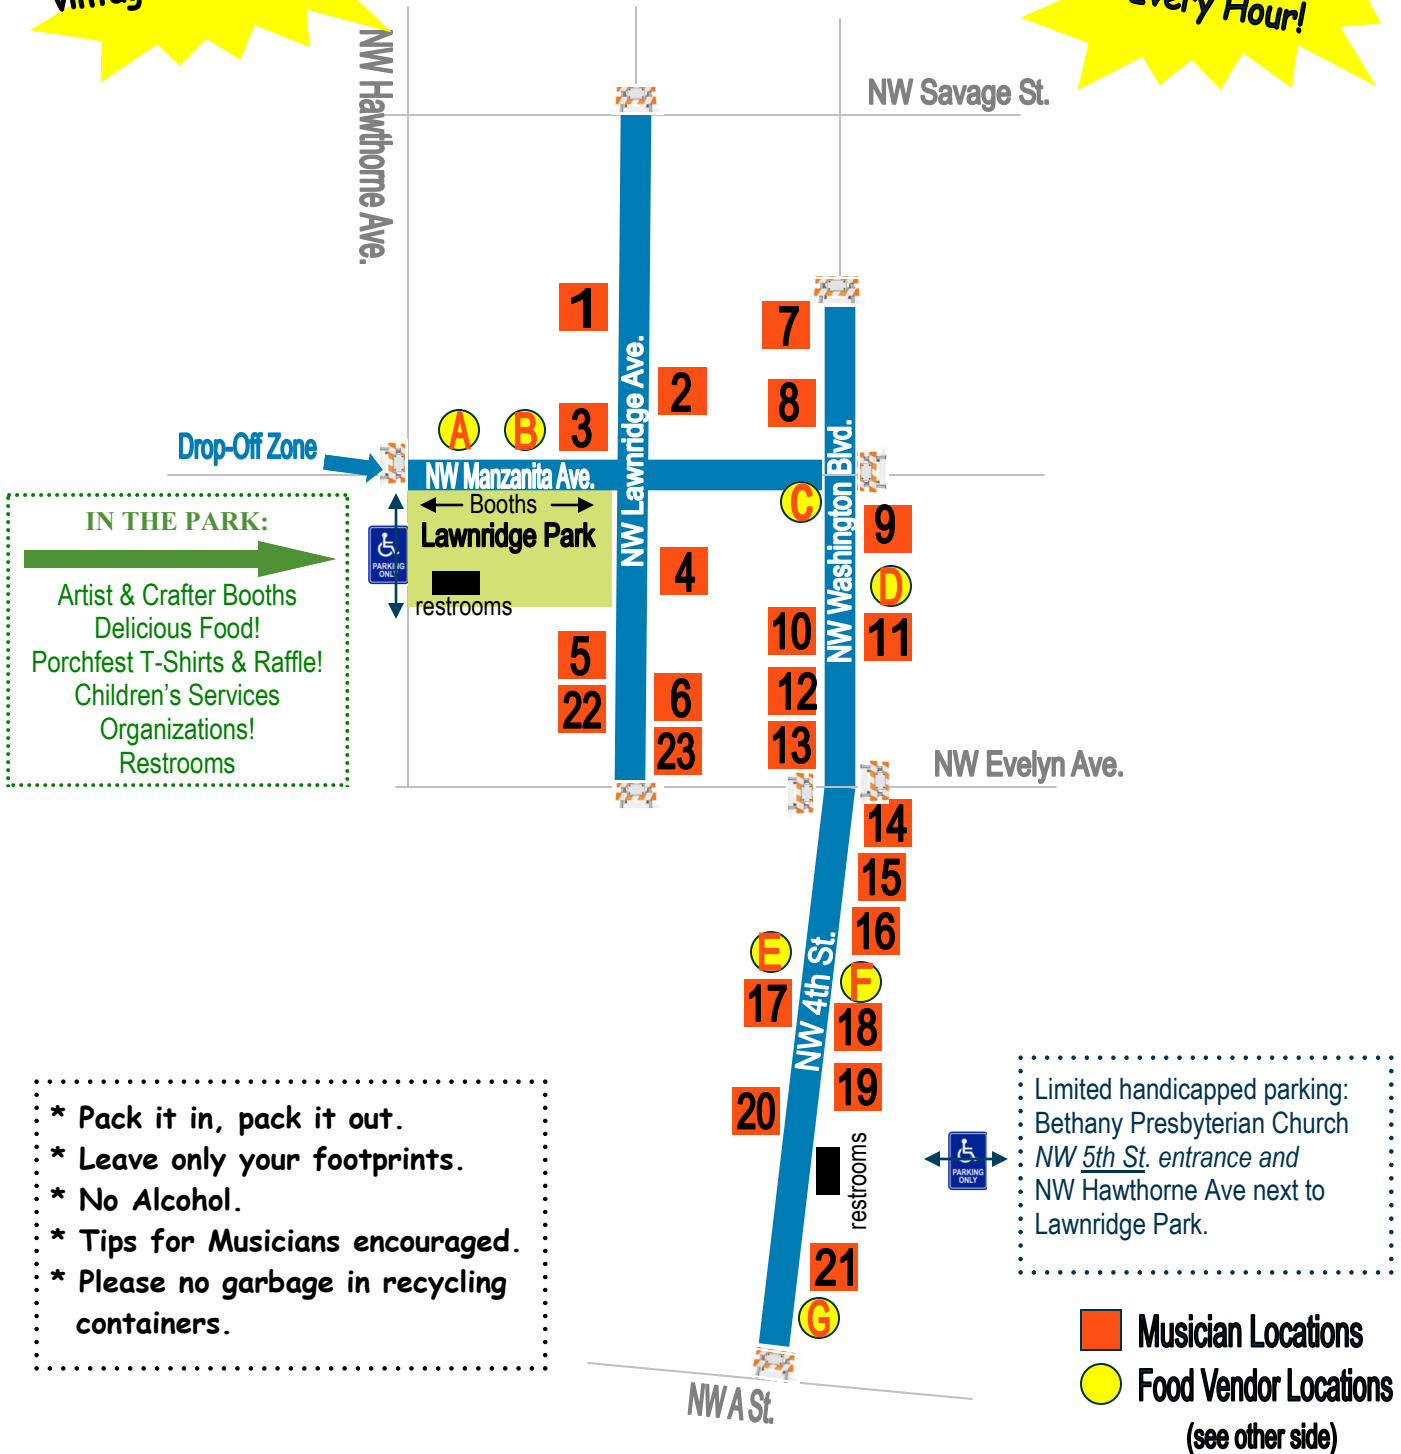 Every Hour!
NW Hawthorne Ave.
NW Savage St.
1
7
2
8
NW Lawnridge Ave.
A
B
3
Drop-Off Zone
NW Manzanita Ave.
NW Washington Blvd.
Booths
C
9
IN THE PARK:
Lawnridge Park
PARKING
ONLY
4
D
Artist & Crafter Booths
restrooms
Delicious Food!
10
11
Porchfest T-Shirts & Raffle!
5
Children's Services
6
12
22
Organizations!
23
13
Restrooms
NW Evelyn Ave.
14
15
16
E
F
NW 4th St.
17
18
19
20
Limited handicapped parking:
Bethany Presbyterian Church
NW 5th St. entrance and
NW Hawthorne Ave next to
Lawnridge Park.
PARKING
ONLY
restrooms
* Pack it in, pack it out.
* Leave only your footprints.
* No Alcohol.
* Tips for Musicians encouraged.
* Please no garbage in recycling
containers.
21
G
NW A St.
Musician Locations
Food Vendor Locations
(see other side)